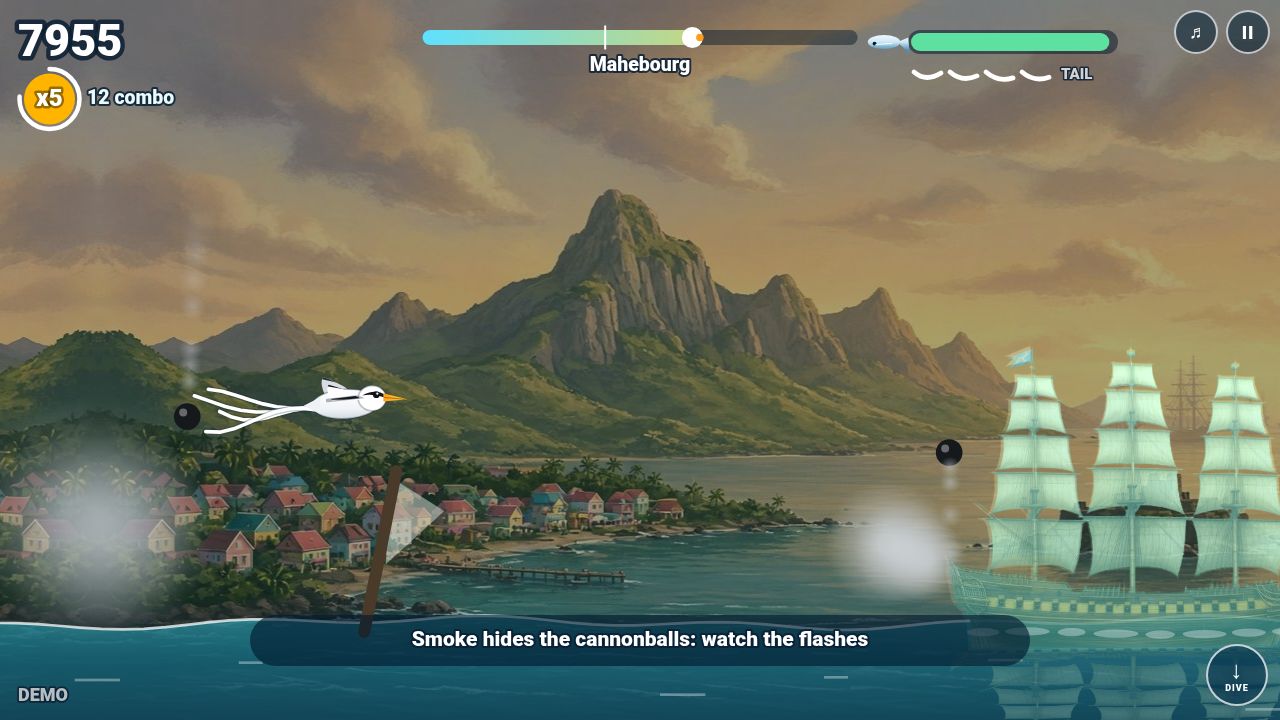 7955
x5 12 combo
Mahebourg
TAIL
Smoke hides the cannonballs: watch the flashes
DEMO
DIVE